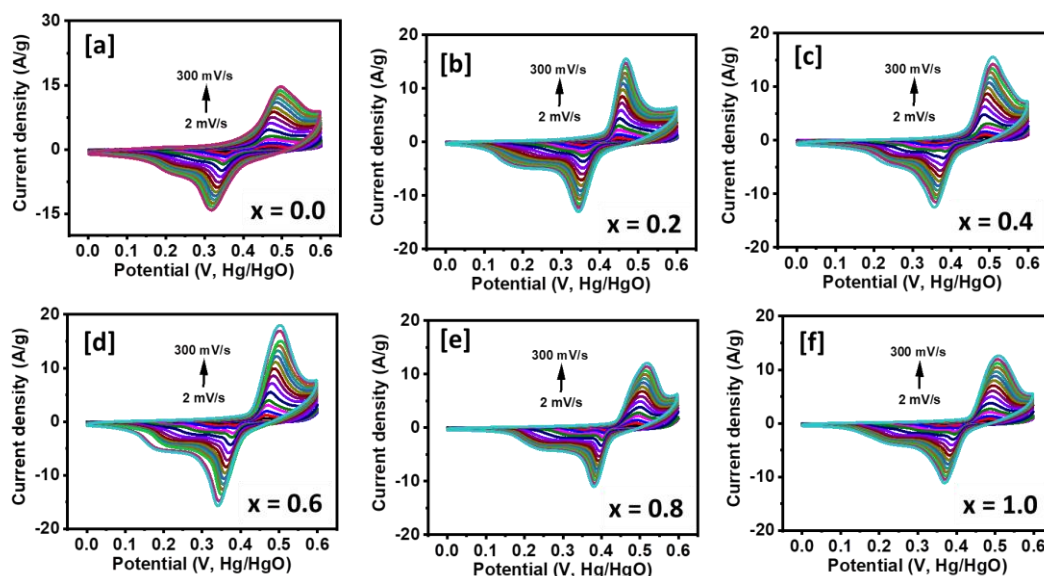 [a]
300 mV/s
2 mV/s
x = 0.0
Current density (A/g)
30
15
0
-15
0.0 0.1 0.2 0.3 0.4 0.5 0.6
Potential (V, Hg/HgO)
[b]
300 mV/s
2 mV/s
x = 0.2
Current density (A/g)
20
10
0
-10
-20
0.0 0.1 0.2 0.3 0.4 0.5 0.6
Potential (V, Hg/HgO)
[c]
300 mV/s
2 mV/s
x = 0.4
Current density (A/g)
20
10
0
-10
-20
0.0 0.1 0.2 0.3 0.4 0.5 0.6
Potential (V, Hg/HgO)
[d]
300 mV/s
2 mV/s
x = 0.6
Current density (A/g)
20
10
0
-10
-20
0.0 0.1 0.2 0.3 0.4 0.5 0.6
Potential (V, Hg/HgO)
[e]
300 mV/s
2 mV/s
x = 0.8
Current density (A/g)
20
10
0
-10
-20
0.0 0.1 0.2 0.3 0.4 0.5 0.6
Potential (V, Hg/HgO)
[f]
300 mV/s
2 mV/s
x = 1.0
Current density (A/g)
20
10
0
-10
-20
0.0 0.1 0.2 0.3 0.4 0.5 0.6
Potential (V, Hg/HgO)